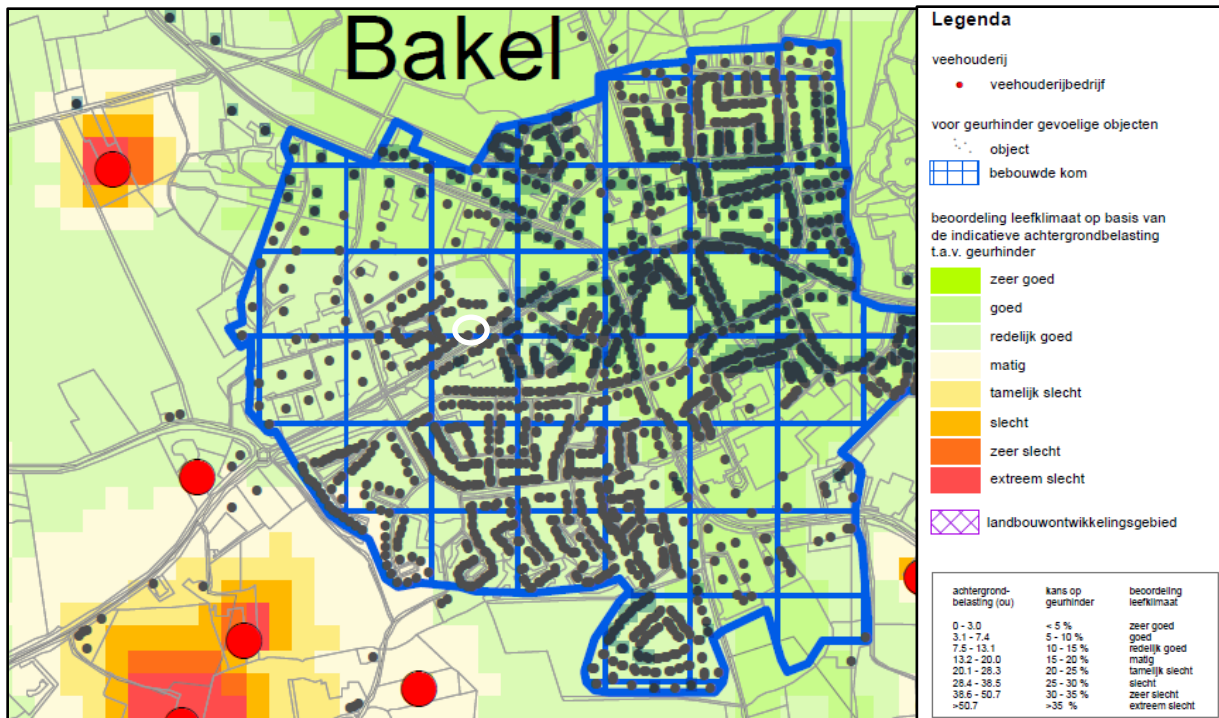 Bakel
Legenda
veehouderij
veehouderijbedrijf
voor geurhinder gevoelige objecten
object
bebouwde kom
beoordeling leefklimaat op basis van
de indicatieve achtergrondbelasting
t.a.v. geurhinder
zeer goed
goed
redelijk goed
matig
tamelijk slecht
slecht
zeer slecht
extreem slecht
landbouwontwikkelingsgebied
achtergrond- kans op beoordeling
belasting (ou) geurhinder leefklimaat
0 - 3.0 < 5 % zeer goed
3.1 - 7.4 5 - 10 % goed
7.5 - 13.1 10 - 15 % redelijk goed
13.2 - 20.0 15 - 20 % matig
20.1 - 28.3 20 - 25 % tamelijk slecht
28.4 - 38.5 25 - 30 % slecht
38.6 - 50.7 30 - 35 % zeer slecht
>50.7 >35 % extreem slecht